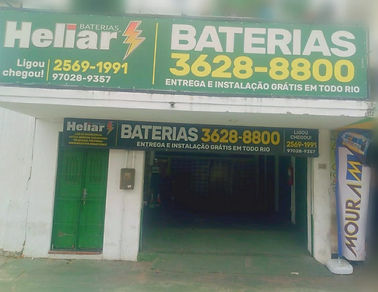 BATERIAS
Heliar
Ligou chegou!
2569-1991
97028-9357
BATERIAS
3628-8800
ENTREGA E INSTALAÇÃO GRÁTIS EM TODO RIO
Heliar
BATERIAS 3628-8800
ENTREGA E INSTALAÇÃO GRÁTIS EM TODO RIO
LIGOU CHEGOU!
2569-1991
97028-9357
MOURA